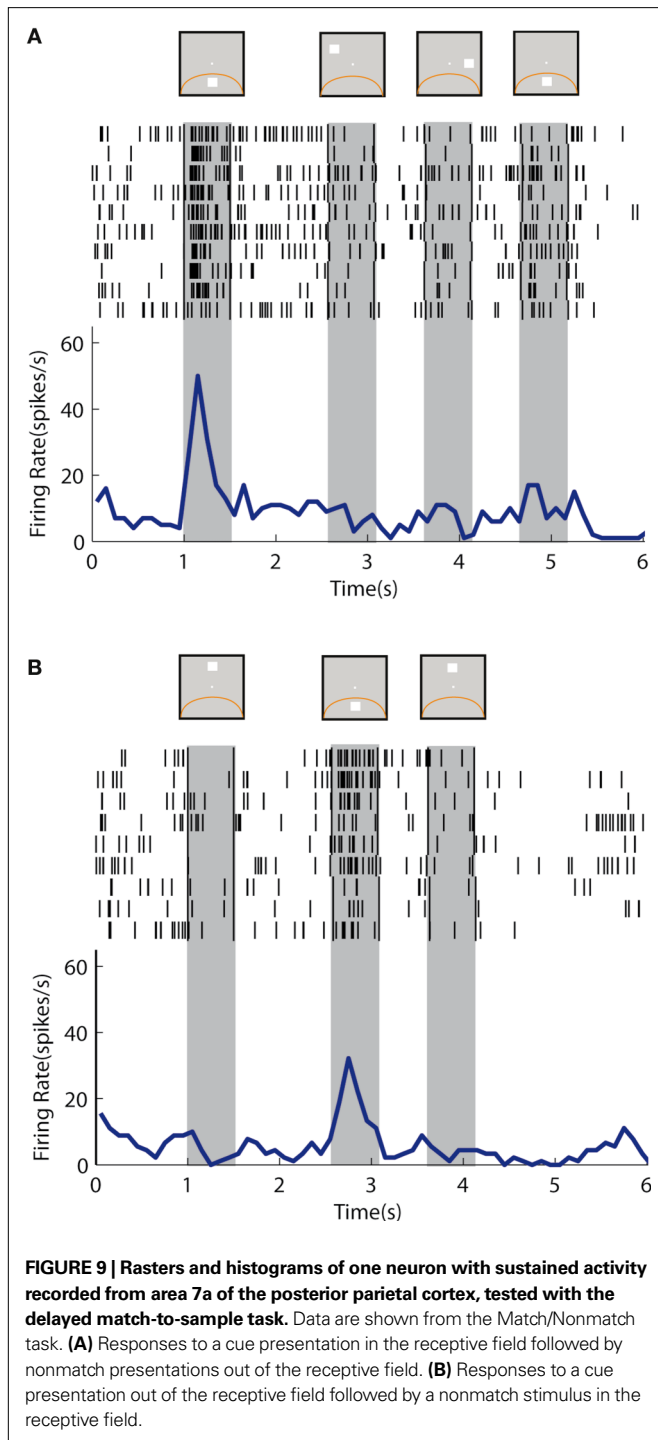 A
60
40
20
0
Firing Rate(spikes/s)
0 1 2 3 4 5 6
Time(s)
B
60
40
20
0
Firing Rate(spikes/s)
0 1 2 3 4 5 6
Time(s)
FIGURE 9 | Rasters and histograms of one neuron with sustained activity
recorded from area 7a of the posterior parietal cortex, tested with the
delayed match-to-sample task. Data are shown from the Match/Nonmatch
task. (A) Responses to a cue presentation in the receptive field followed by
nonmatch presentations out of the receptive field. (B) Responses to a cue
presentation out of the receptive field followed by a nonmatch stimulus in the
receptive field.